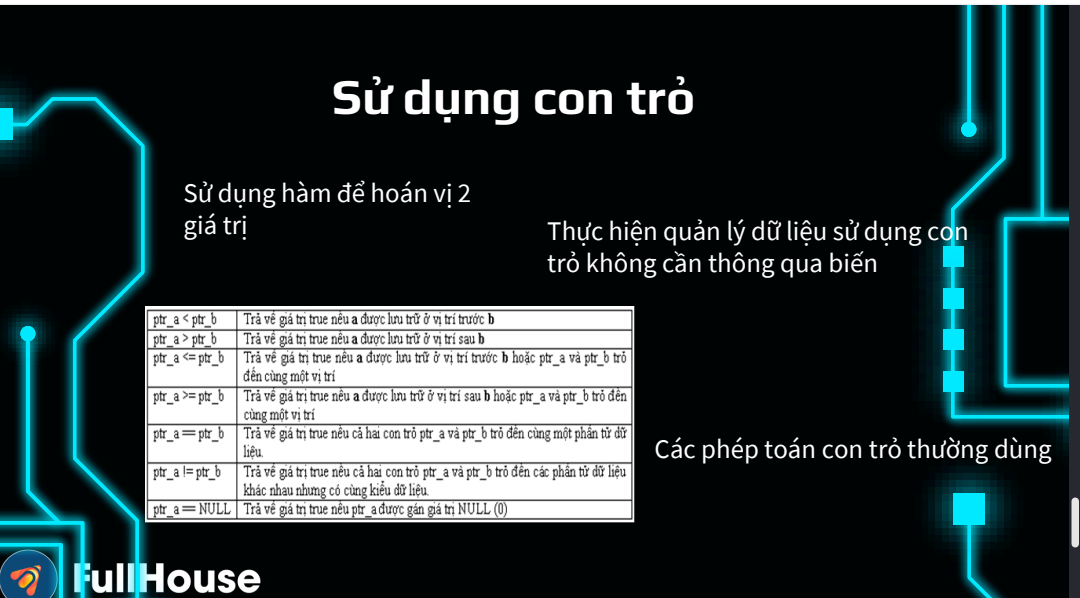 Sử dụng con trỏ
Sử dụng hàm để hoán vị 2
giá trị
Thực hiện quản lý dữ liệu sử dụng con
trỏ không cần thông qua biến
ptr_a < ptr_b Trả về giá trị true nếu a được lưu trữ ở vị trí trước b
ptr_a > ptr_b Trả về giá trị true nếu a được lưu trữ ở vị trí sau b
ptr_a <= ptr_b Trả về giá trị true nếu a được lưu trữ ở vị trí trước b hoặc ptr_a và ptr_b trỏ
đến cùng một vị trí
ptr_a >= ptr_b Trả về giá trị true nếu a được lưu trữ ở vị trí sau b hoặc ptr_a và ptr_b trỏ đến
cùng một vị trí
ptr_a == ptr_b Trả về giá trị true nếu cả hai con trỏ ptr_a và ptr_b trỏ đến cùng một phần tử dữ
liệu.
ptr_a != ptr_b Trả về giá trị true nếu cả hai con trỏ ptr_a và ptr_b trỏ đến các phần tử dữ liệu
khác nhau nhưng có cùng kiểu dữ liệu.
ptr_a == NULL Trả về giá trị true nếu ptr_a được gán giá trị NULL (0)
Các phép toán con trỏ thường dùng
FullHouse